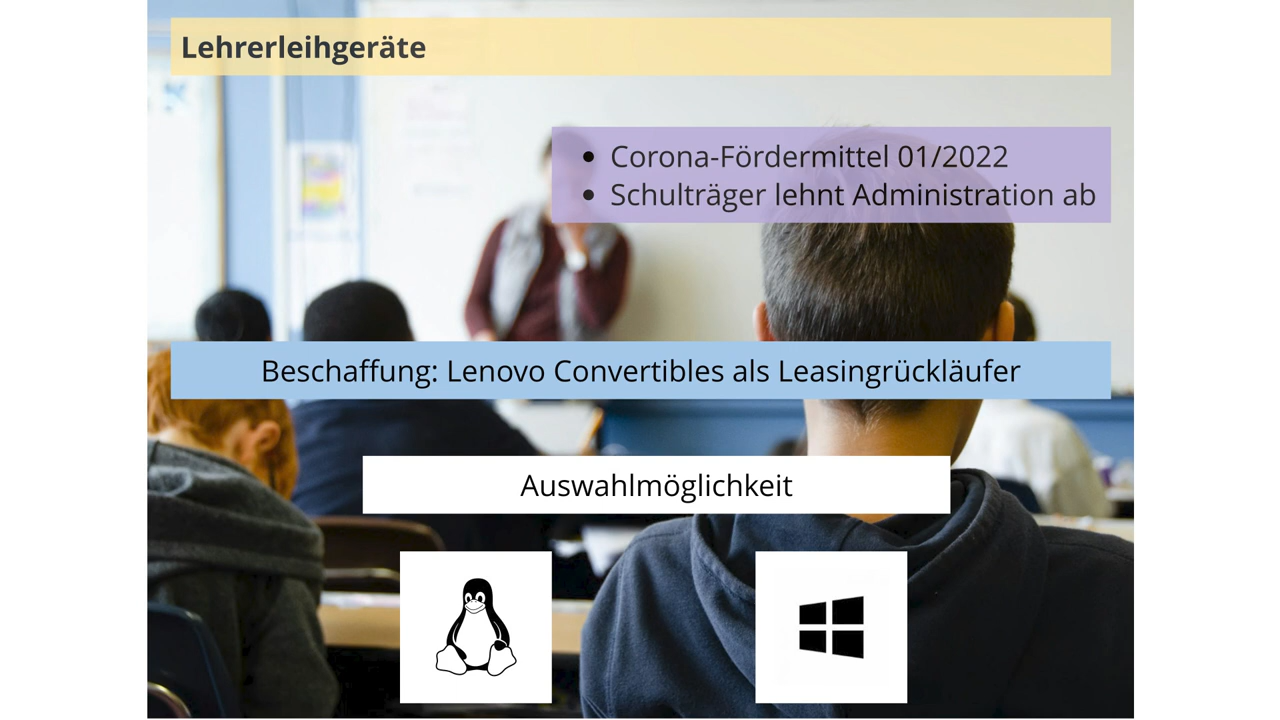 Lehrerleihgeräte
• Corona-Fördermittel 01/2022
• Schulträger lehnt Administration ab
Beschaffung: Lenovo Convertibles als Leasingrückläufer
Auswahlmöglichkeit